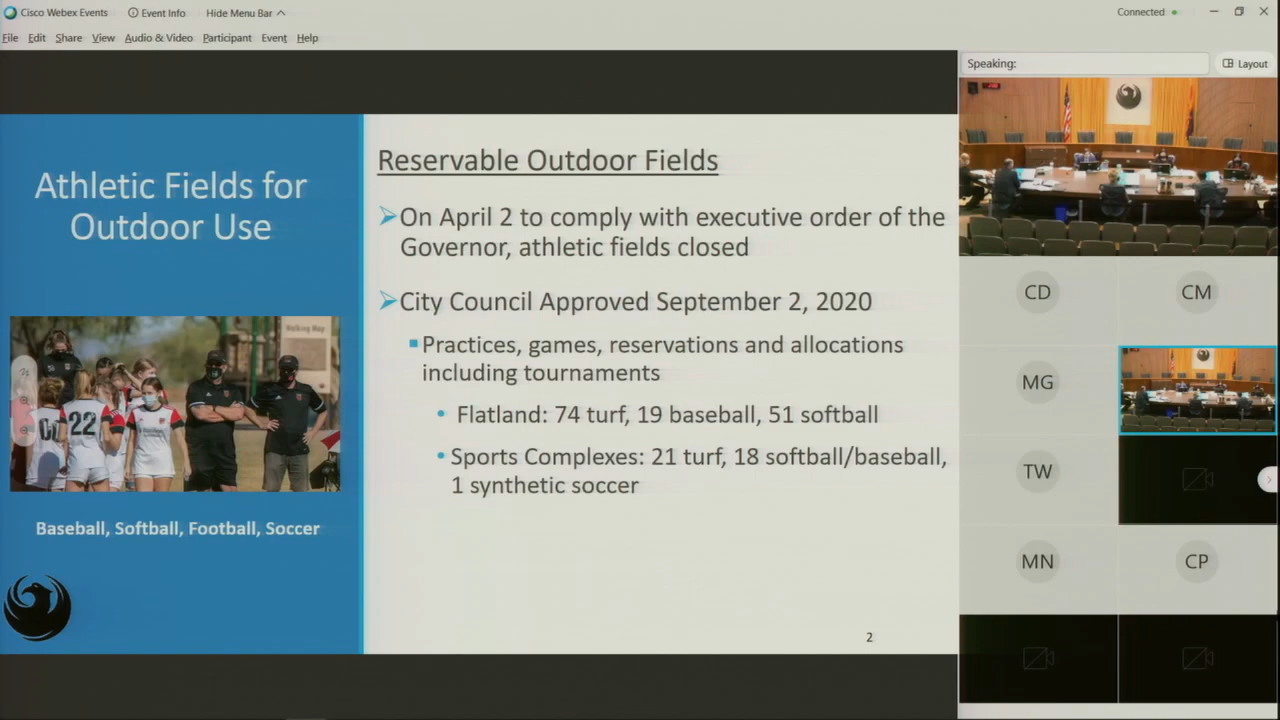 Cisco Webex Events
Event Info
Hide Menu Bar
Connected
File Edit Share View Audio & Video Participant Event Help
Speaking:
Layout
Athletic Fields for
Outdoor Use
Walking Map
22
Baseball, Softball, Football, Soccer
Reservable Outdoor Fields
On April 2 to comply with executive order of the
Governor, athletic fields closed
City Council Approved September 2, 2020
Practices, games, reservations and allocations
including tournaments
Flatland: 74 turf, 19 baseball, 51 softball
Sports Complexes: 21 turf, 18 softball/baseball,
1 synthetic soccer
2
CD
CM
MG
TW
MN
CP